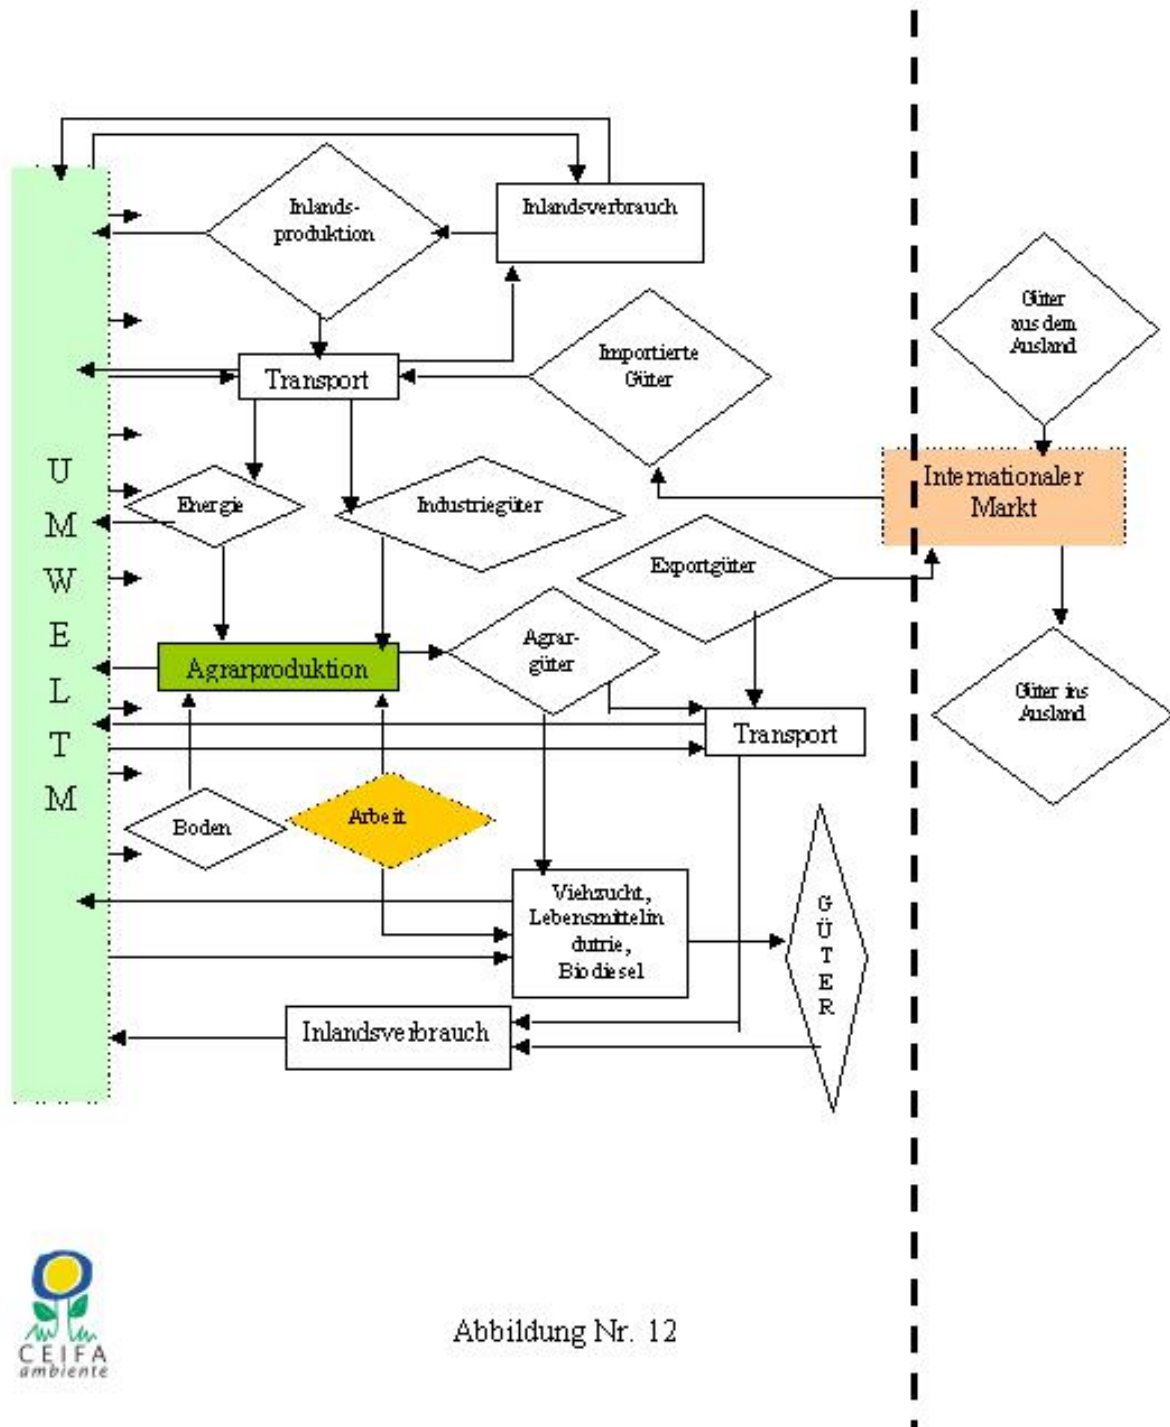 Inlands-
produktion
Inlandsverbrauch
Güter
aus dem
Ausland
Importierte
Güter
Transport
Internationaler
Markt
Energie
Industriegüter
Exportgüter
Agrar-
güter
Agrarproduktion
Güter ins
Ausland
Transport
Boden
Arbeit
Viehzucht,
Lebensmittelin
dutrie,
Biodiesel
G
Ü
T
E
R
Inlandsverbrauch
U
M
W
E
L
T
M
CEIFA
ambiente
Abbildung Nr. 12